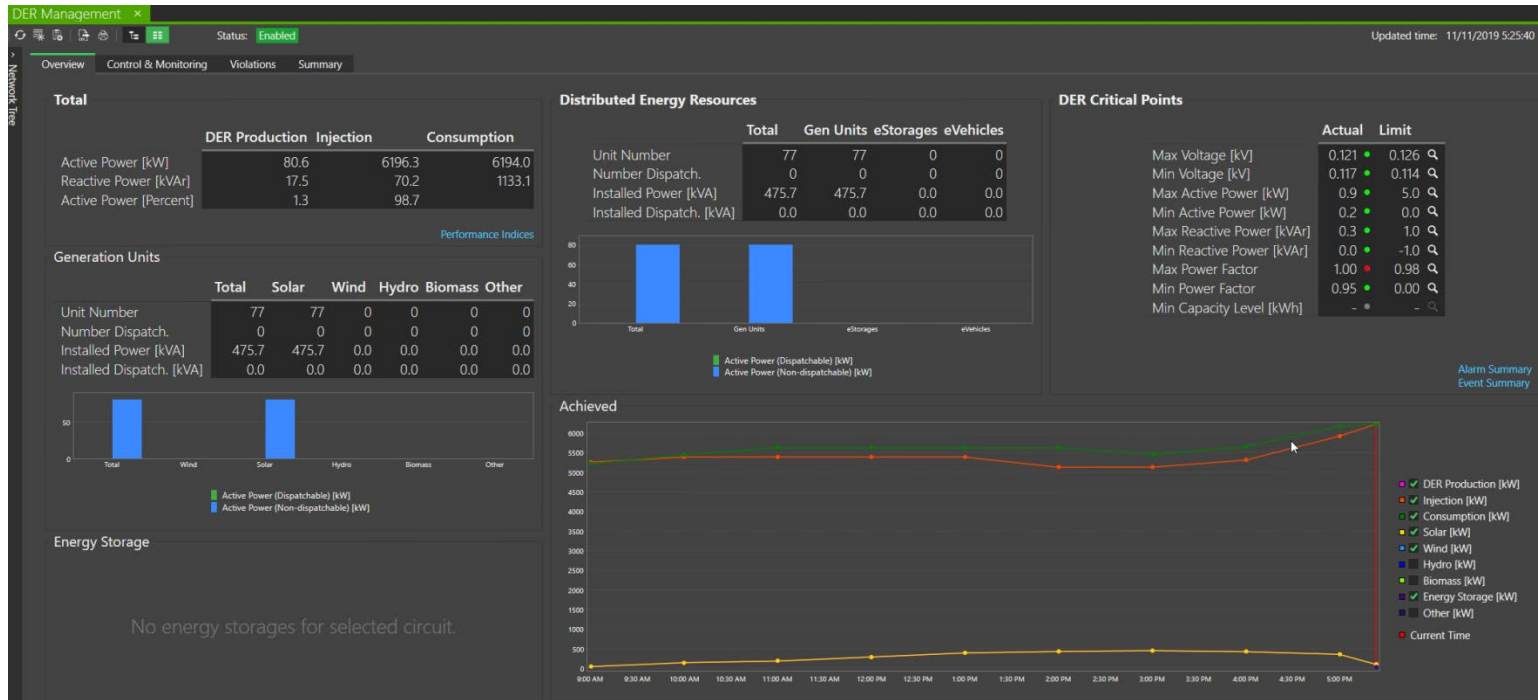 DER Management ×
Status: Enabled
Updated time: 11/11/2019 5:25:40
Network Tree
Overview Control & Monitoring Violations Summary
Total
DER Production Injection Consumption
Active Power [kW] 80.6 6196.3 6194.0
Reactive Power [kVAr] 17.5 70.2 1133.1
Active Power [Percent] 1.3 98.7
Performance Indices
Generation Units
Total Solar Wind Hydro Biomass Other
Unit Number 77 77 0 0 0 0
Number Dispatch. 0 0 0 0 0 0
Installed Power [kVA] 475.7 475.7 0.0 0.0 0.0 0.0
Installed Dispatch. [kVA] 0.0 0.0 0.0 0.0 0.0 0.0
50
0
Total Wind Solar Hydro Biomass Other
Active Power (Dispatchable) [kW]
Active Power (Non-dispatchable) [kW]
Energy Storage
No energy storages for selected circuit.
Distributed Energy Resources
Total Gen Units eStorages eVehicles
Unit Number 77 77 0 0
Number Dispatch. 0 0 0 0
Installed Power [kVA] 475.7 475.7 0.0 0.0
Installed Dispatch. [kVA] 0.0 0.0 0.0 0.0
80
60
40
20
0
Total Gen Units eStorages eVehicles
Active Power (Dispatchable) [kW]
Active Power (Non-dispatchable) [kW]
DER Critical Points
Actual Limit
Max Voltage [kV] 0.121 0.126
Min Voltage [kV] 0.117 0.114
Max Active Power [kW] 0.9 5.0
Min Active Power [kW] 0.2 0.0
Max Reactive Power [kVAr] 0.3 1.0
Min Reactive Power [kVAr] 0.0 -1.0
Max Power Factor 1.00 0.98
Min Power Factor 0.95 0.00
Min Capacity Level [kWh] - -
Alarm Summary
Event Summary
Achieved
6000
5500
5000
4500
4000
3500
3000
2500
2000
1500
1000
500
0
9:00 AM 9:30 AM 10:00 AM 10:30 AM 11:00 AM 11:30 AM 12:00 PM 12:30 PM 1:00 PM 1:30 PM 2:00 PM 2:30 PM 3:00 PM 3:30 PM 4:00 PM 4:30 PM 5:00 PM
DER Production [kW]
Injection [kW]
Consumption [kW]
Solar [kW]
Wind [kW]
Hydro [kW]
Biomass [kW]
Energy Storage [kW]
Other [kW]
Current Time